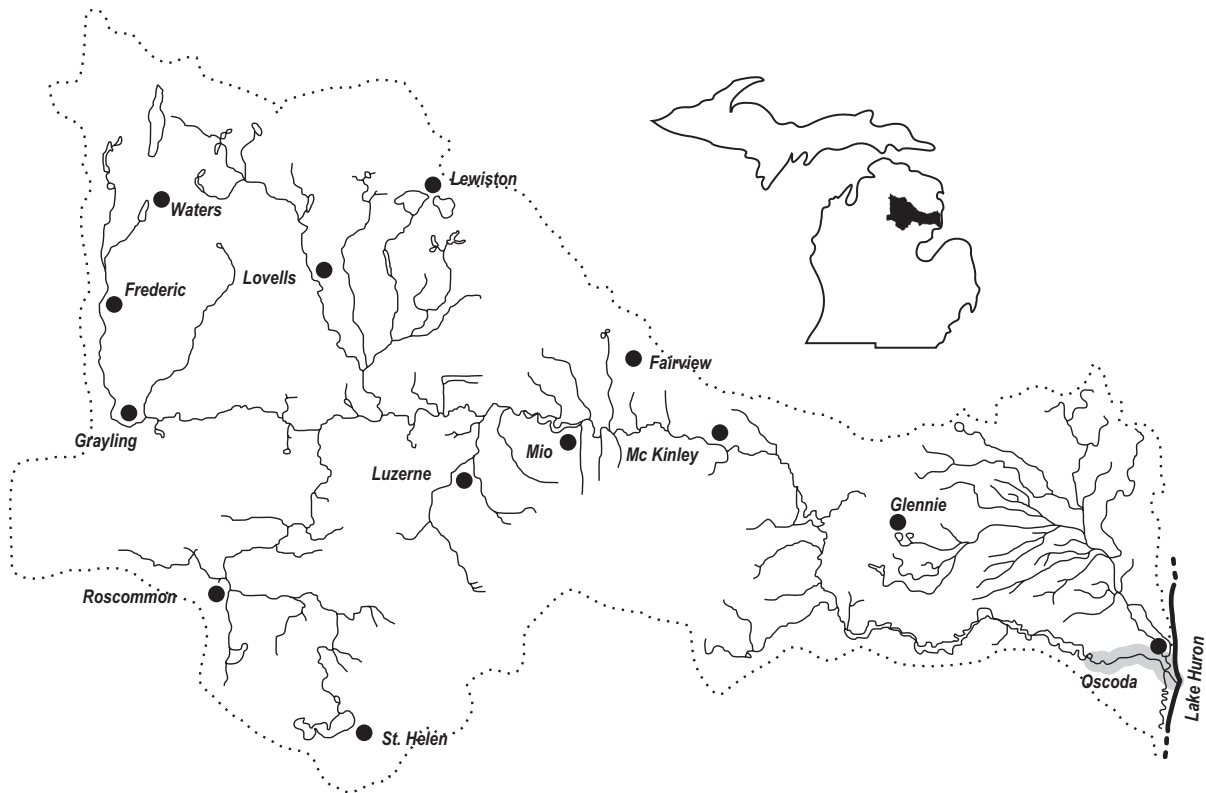 Lewiston
Waters
Lovells
Frederic
Fairview
Grayling
Mio
Mc Kinley
Luzerne
Glennie
Roscommon
Oscoda
Lake Huron
St. Helen